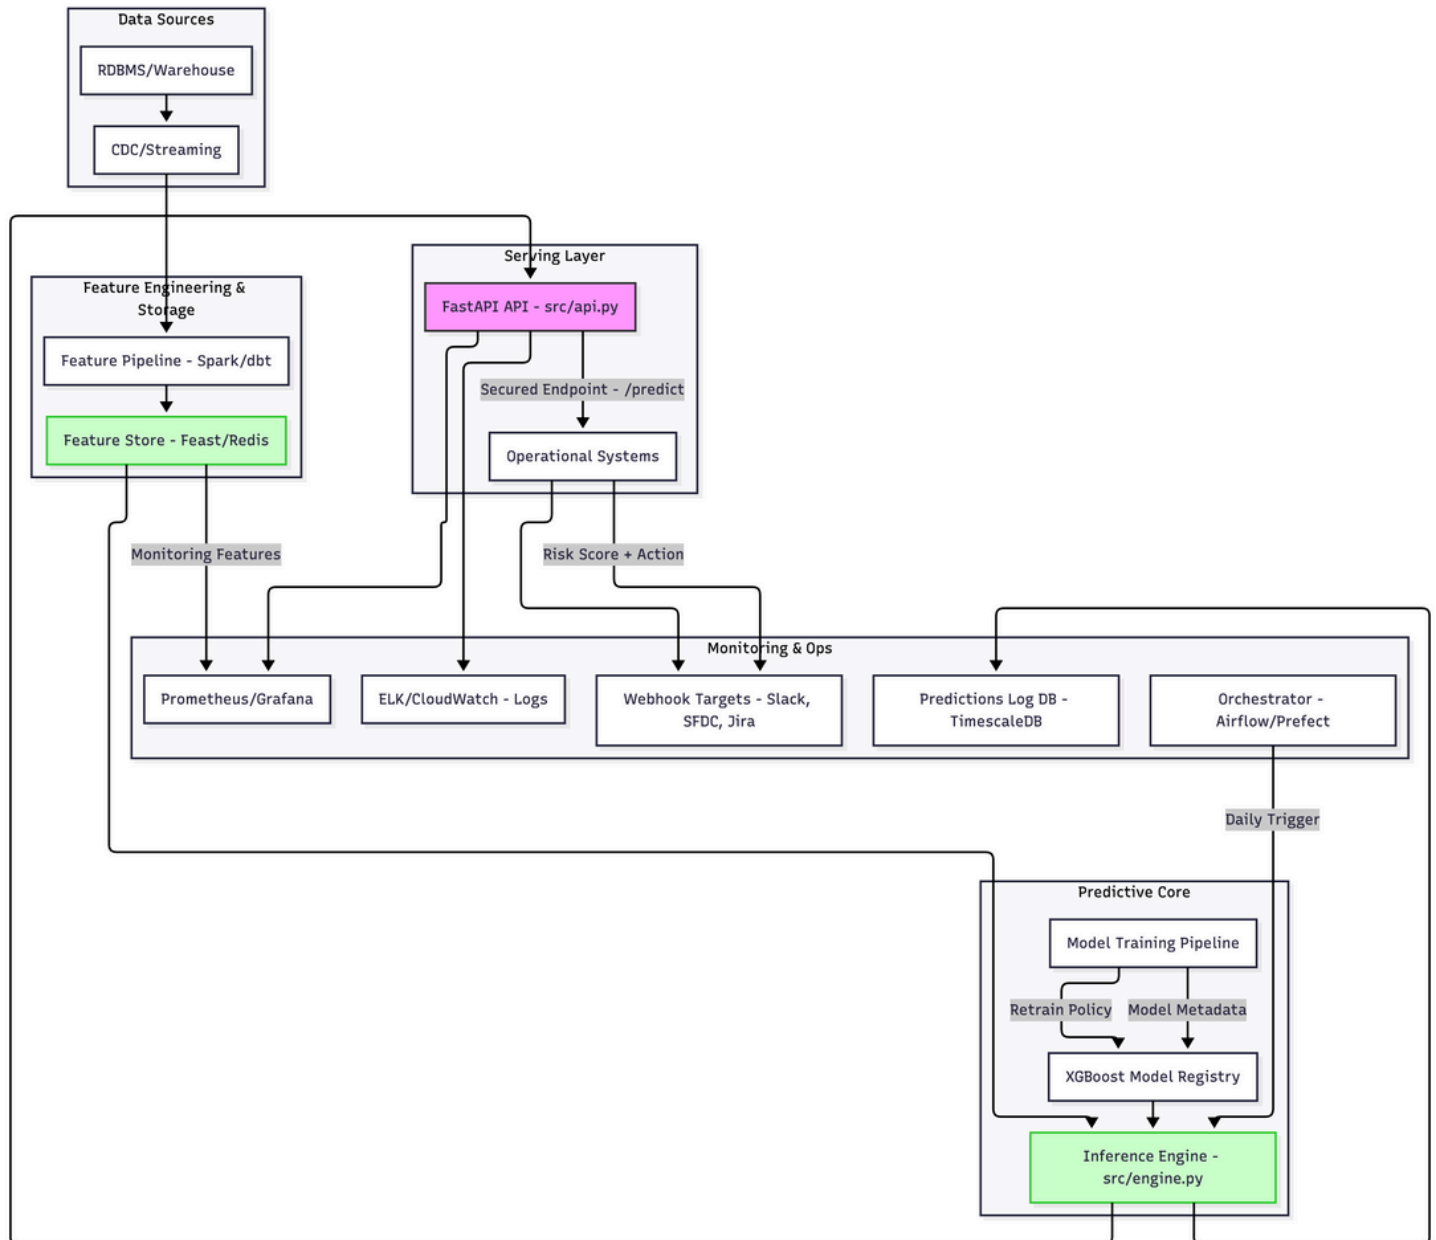 Data Sources
RDBMS/Warehouse
CDC/Streaming
Feature Engineering &
Storage
Feature Pipeline - Spark/dbt
Feature Store - Feast/Redis
Serving Layer
FastAPI API - src/api.py
Secured Endpoint - /predict
Operational Systems
Monitoring Features
Risk Score + Action
Monitoring & Ops
Prometheus/Grafana
ELK/CloudWatch - Logs
Webhook Targets - Slack,
SFDC, Jira
Predictions Log DB -
TimescaleDB
Orchestrator -
Airflow/Prefect
Daily Trigger
Predictive Core
Model Training Pipeline
Retrain Policy
Model Metadata
XGBoost Model Registry
Inference Engine -
src/engine.py